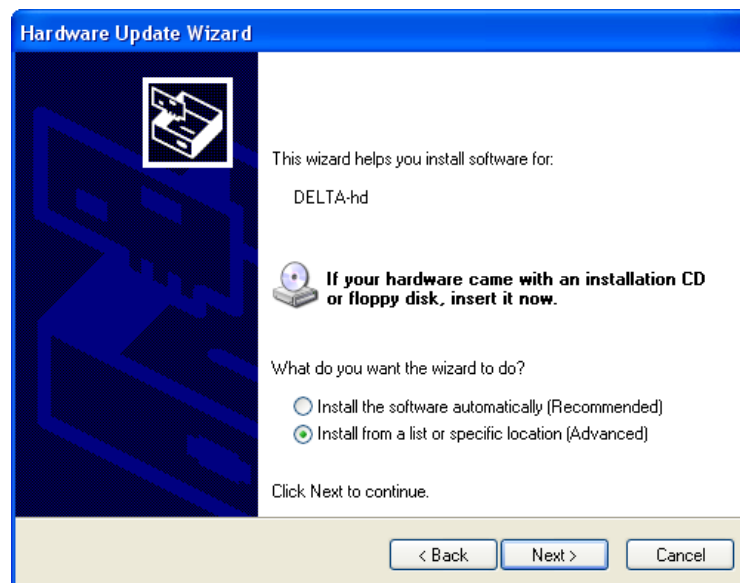 Hardware Update Wizard
This wizard helps you install software for:
DELTA-hd
If your hardware came with an installation CD
or floppy disk, insert it now.
What do you want the wizard to do?
Install the software automatically (Recommended)
Install from a list or specific location (Advanced)
Click Next to continue.
< Back
Next >
Cancel